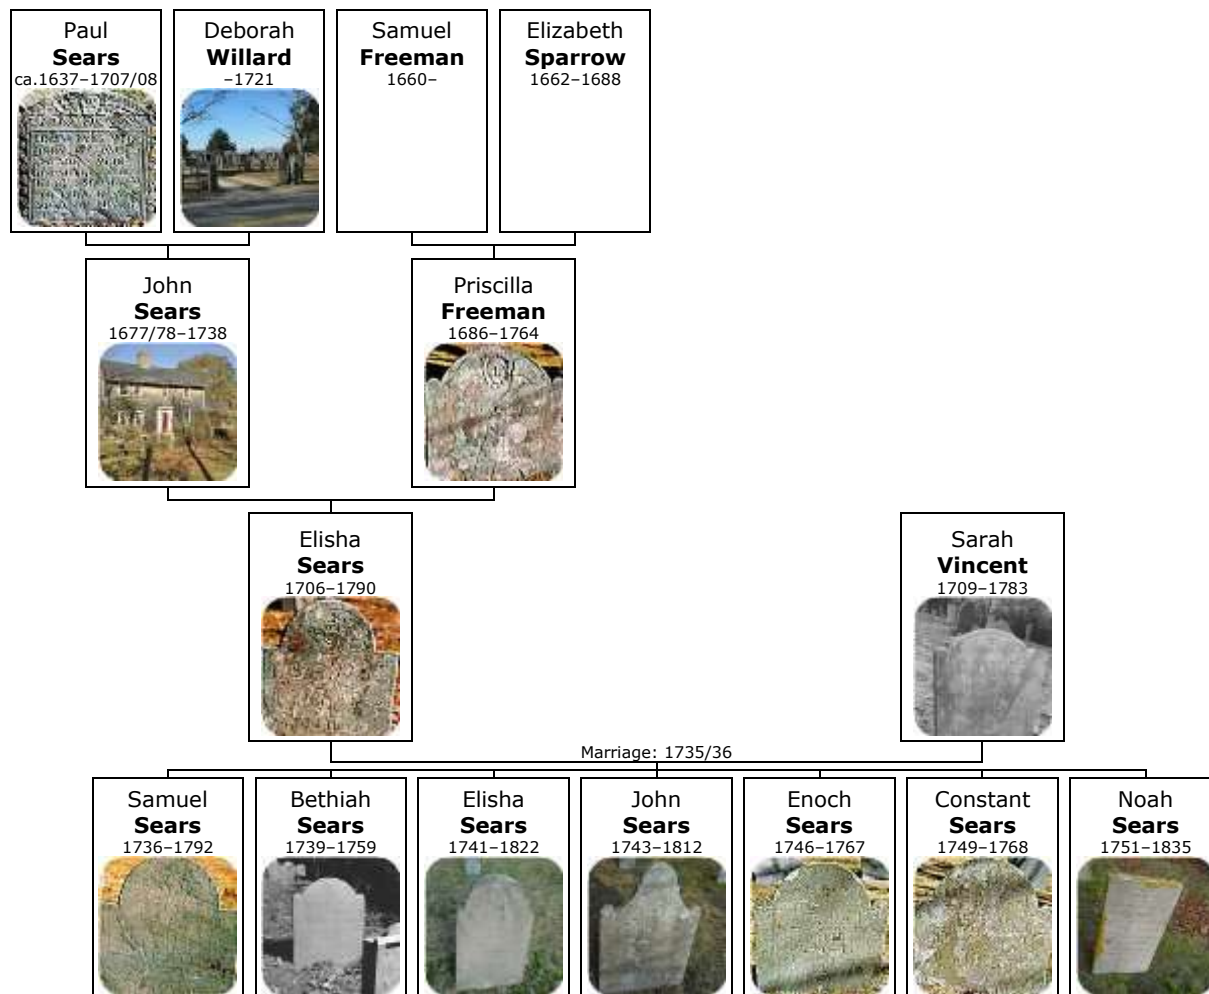 Paul
Sears
ca.1637–1707/08
Deborah
Willard
–1721
Samuel
Freeman
1660–
Elizabeth
Sparrow
1662–1688
John
Sears
1677/78–1738
Priscilla
Freeman
1686–1764
Elisha
Sears
1706–1790
Sarah
Vincent
1709–1783
Marriage: 1735/36
Samuel
Sears
1736–1792
Bethiah
Sears
1739–1759
Elisha
Sears
1741–1822
John
Sears
1743–1812
Enoch
Sears
1746–1767
Constant
Sears
1749–1768
Noah
Sears
1751–1835